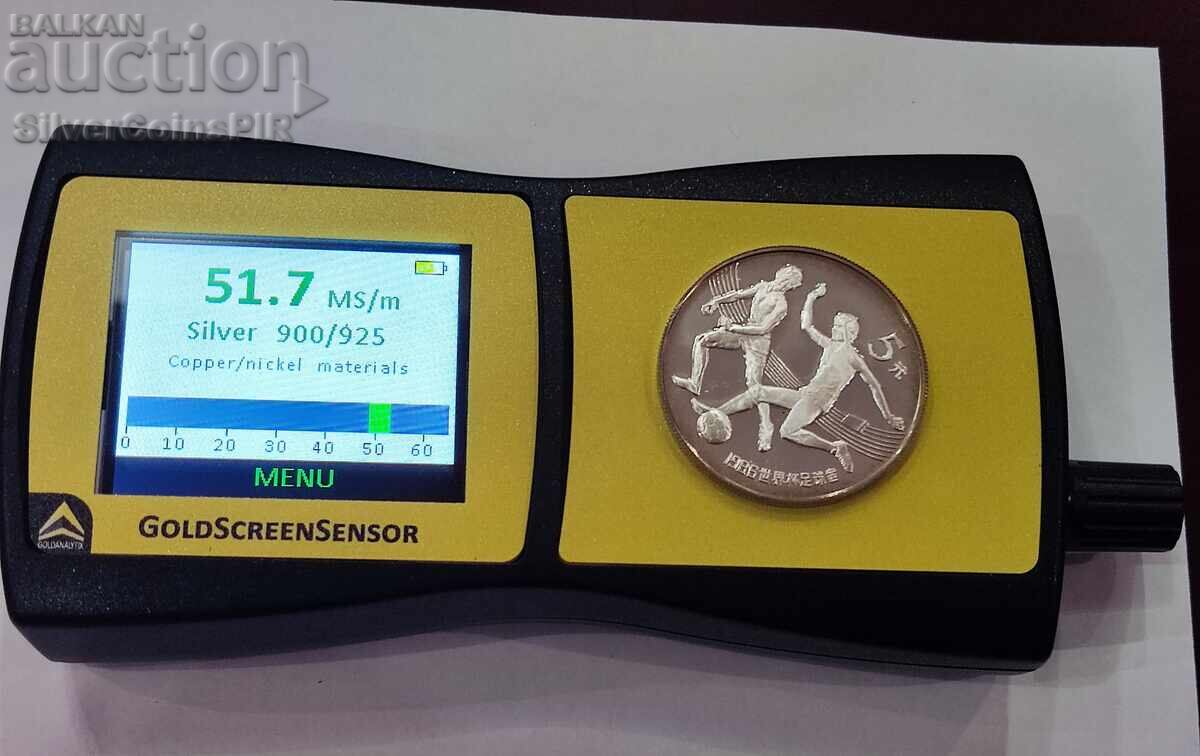 BALKAN
auction
SilverCoinsPIR
51.7 MS/m
Silver 900/925
Copper/nickel materials
0 10 20 30 40 50 60
MENU
GOLDANALYTIX
GOLDSCREENSENSOR
5元
1986世界杯足球赛